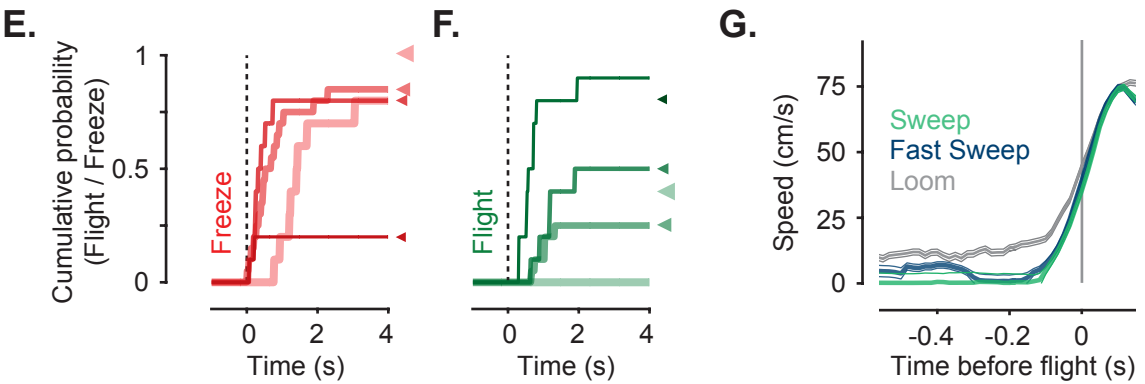 E.
Cumulative probability
(Flight / Freeze)
1
0.5
0
Freeze
0
2
4
Time (s)
F.
Flight
0
2
4
Time (s)
G.
Speed (cm/s)
75
50
25
0
Sweep
Fast Sweep
Loom
-0.4
-0.2
0
Time before flight (s)